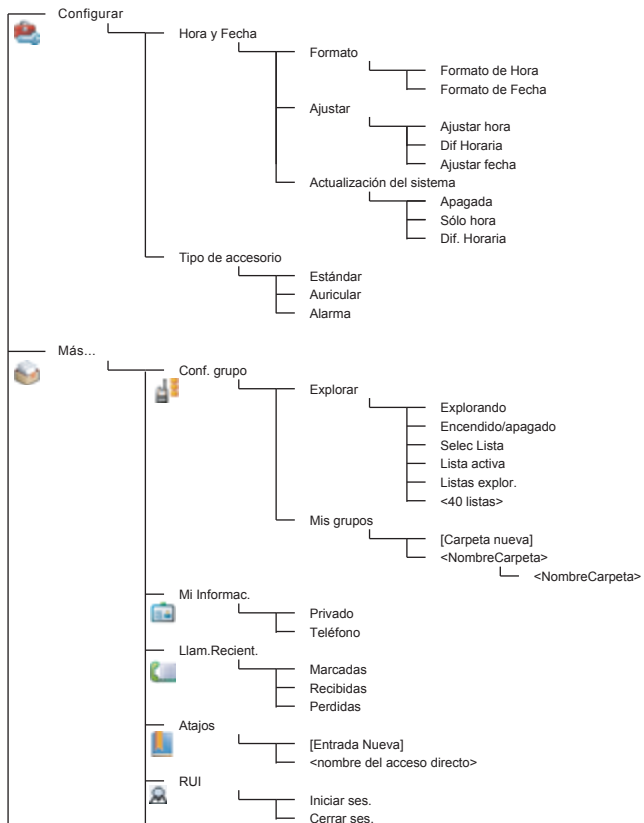 Configurar
Hora y Fecha
Formato
Formato de Hora
Formato de Fecha
Ajustar
Ajustar hora
Dif Horaria
Ajustar fecha
Actualización del sistema
Apagada
Sólo hora
Dif. Horaria
Tipo de accesorio
Estándar
Auricular
Alarma
Más...
Conf. grupo
Explorar
Explorando
Encendido/apagado
Selec Lista
Lista activa
Listas explor.
<40 listas>
Mis grupos
[Carpeta nueva]
<NombreCarpeta>
<NombreCarpeta>
Mi Informac.
Privado
Teléfono
Llam.Recient.
Marcadas
Recibidas
Perdidas
Atajos
[Entrada Nueva]
<nombre del acceso directo>
RUI
Iniciar ses.
Cerrar ses.